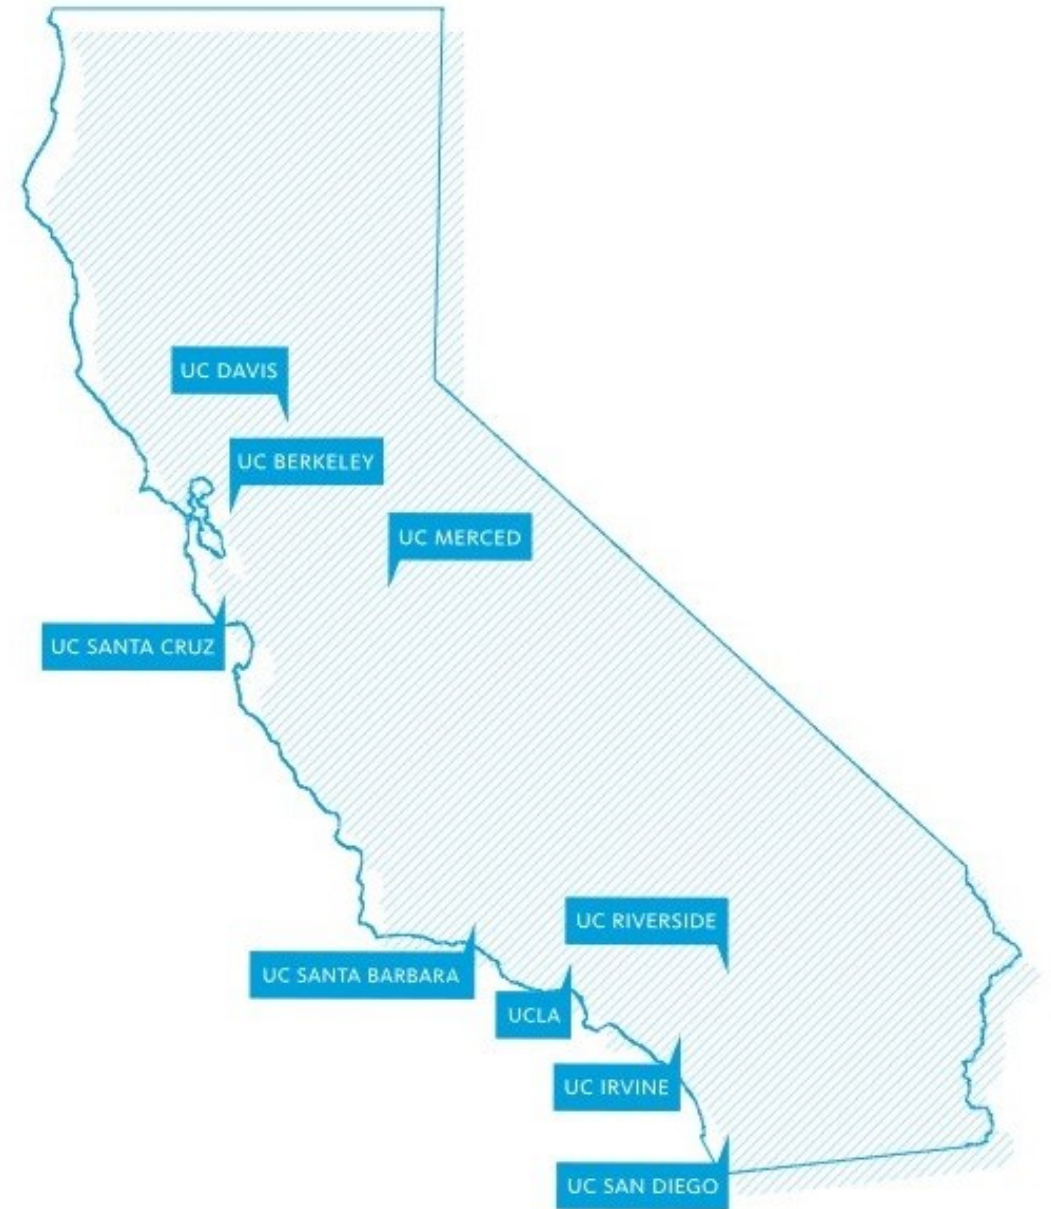 UC DAVIS
UC BERKELEY
UC MERCED
UC SANTA CRUZ
UC RIVERSIDE
UC SANTA BARBARA
UCLA
UC IRVINE
UC SAN DIEGO